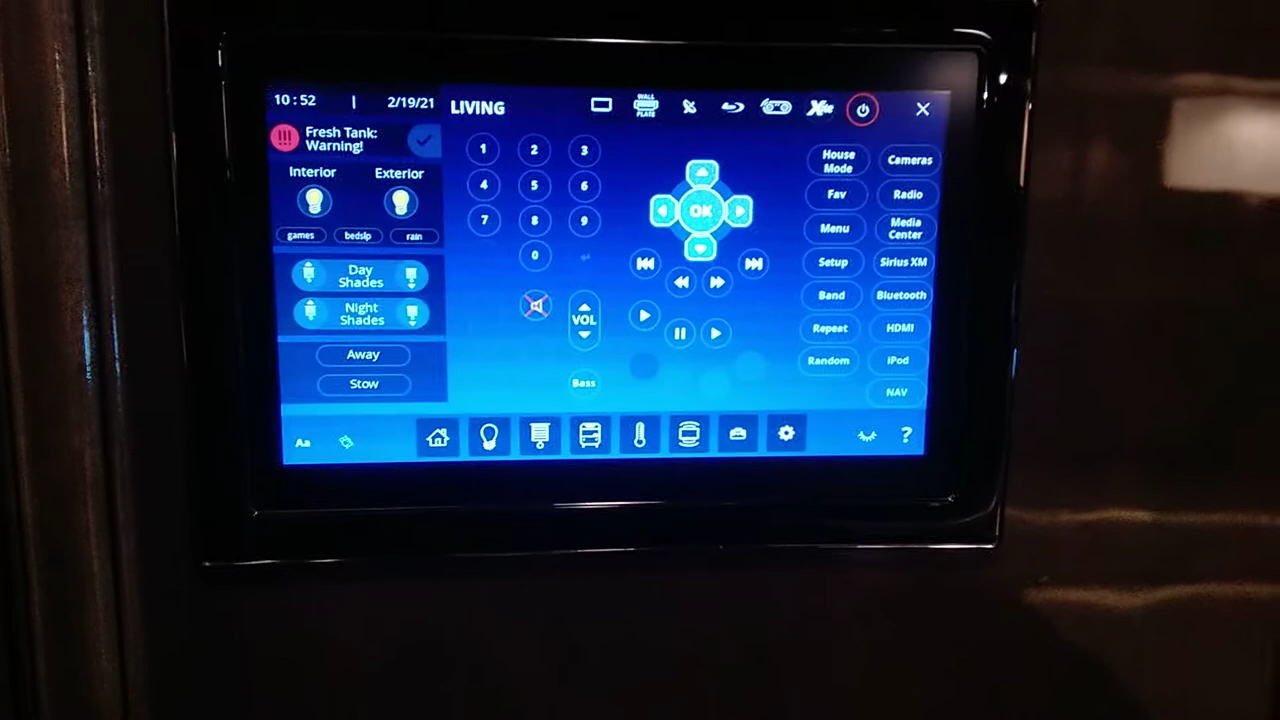 10:52 | 2/19/21
LIVING
WALL
PLATE
Fresh Tank:
Warning!
Interior
Exterior
games
bedslp
rain
Day
Shades
Night
Shades
Away
Stow
1
2
3
4
5
6
7
8
9
0
VOL
Bass
OK
House
Mode
Cameras
Fav
Radio
Menu
Media
Center
Setup
Sirius XM
Band
Bluetooth
Repeat
HDMI
Random
iPod
NAV
Aa
?